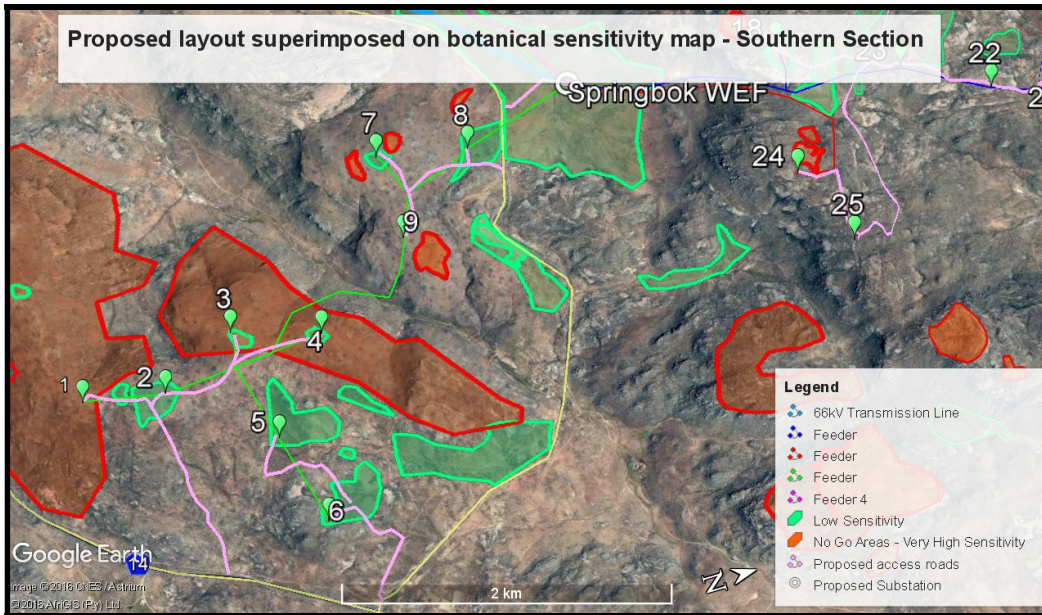 Proposed layout superimposed on botanical sensitivity map - Southern Section
18
23
22
Springbok WEF
7
8
24
25
9
3
4
1
2
5
6
Legend
66kV Transmission Line
Feeder
Feeder
Feeder
Feeder 4
Low Sensitivity
No Go Areas - Very High Sensitivity
Proposed access roads
Proposed Substation
Google Earth
14
Image © 2016 CNES / Astrium
© 2016 AfriGIS (Pty) Ltd.
2 km
N